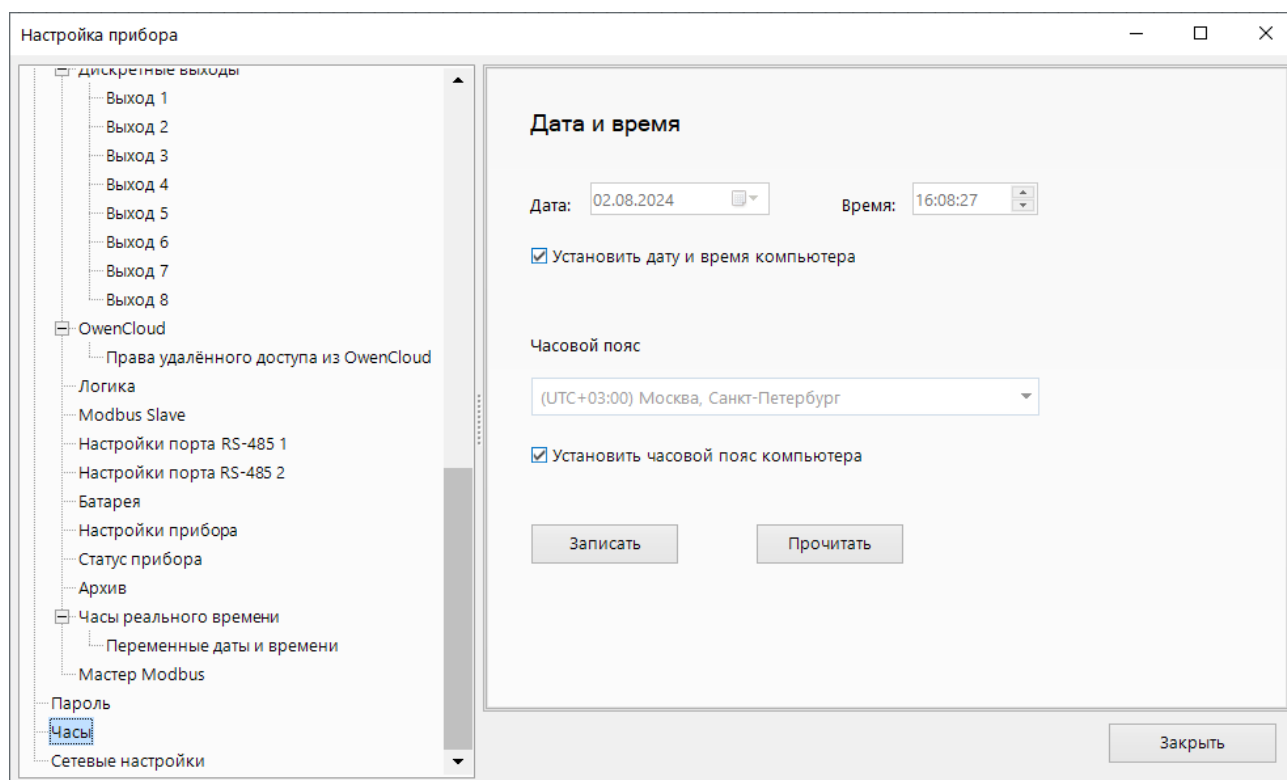 Настройка прибора
Дискретные выходы
Выход 1
Выход 2
Выход 3
Выход 4
Выход 5
Выход 6
Выход 7
Выход 8
OwenCloud
Права удалённого доступа из OwenCloud
Логика
Modbus Slave
Настройки порта RS-485 1
Настройки порта RS-485 2
Батарея
Настройки прибора
Статус прибора
Архив
Часы реального времени
Переменные даты и времени
Мастер Modbus
Пароль
Часы
Сетевые настройки
Дата и время
Дата: 02.08.2024 Время: 16:08:27
Установить дату и время компьютера
Часовой пояс
(UTC+03:00) Москва, Санкт-Петербург
Установить часовой пояс компьютера
Записать Прочитать
Закрыть